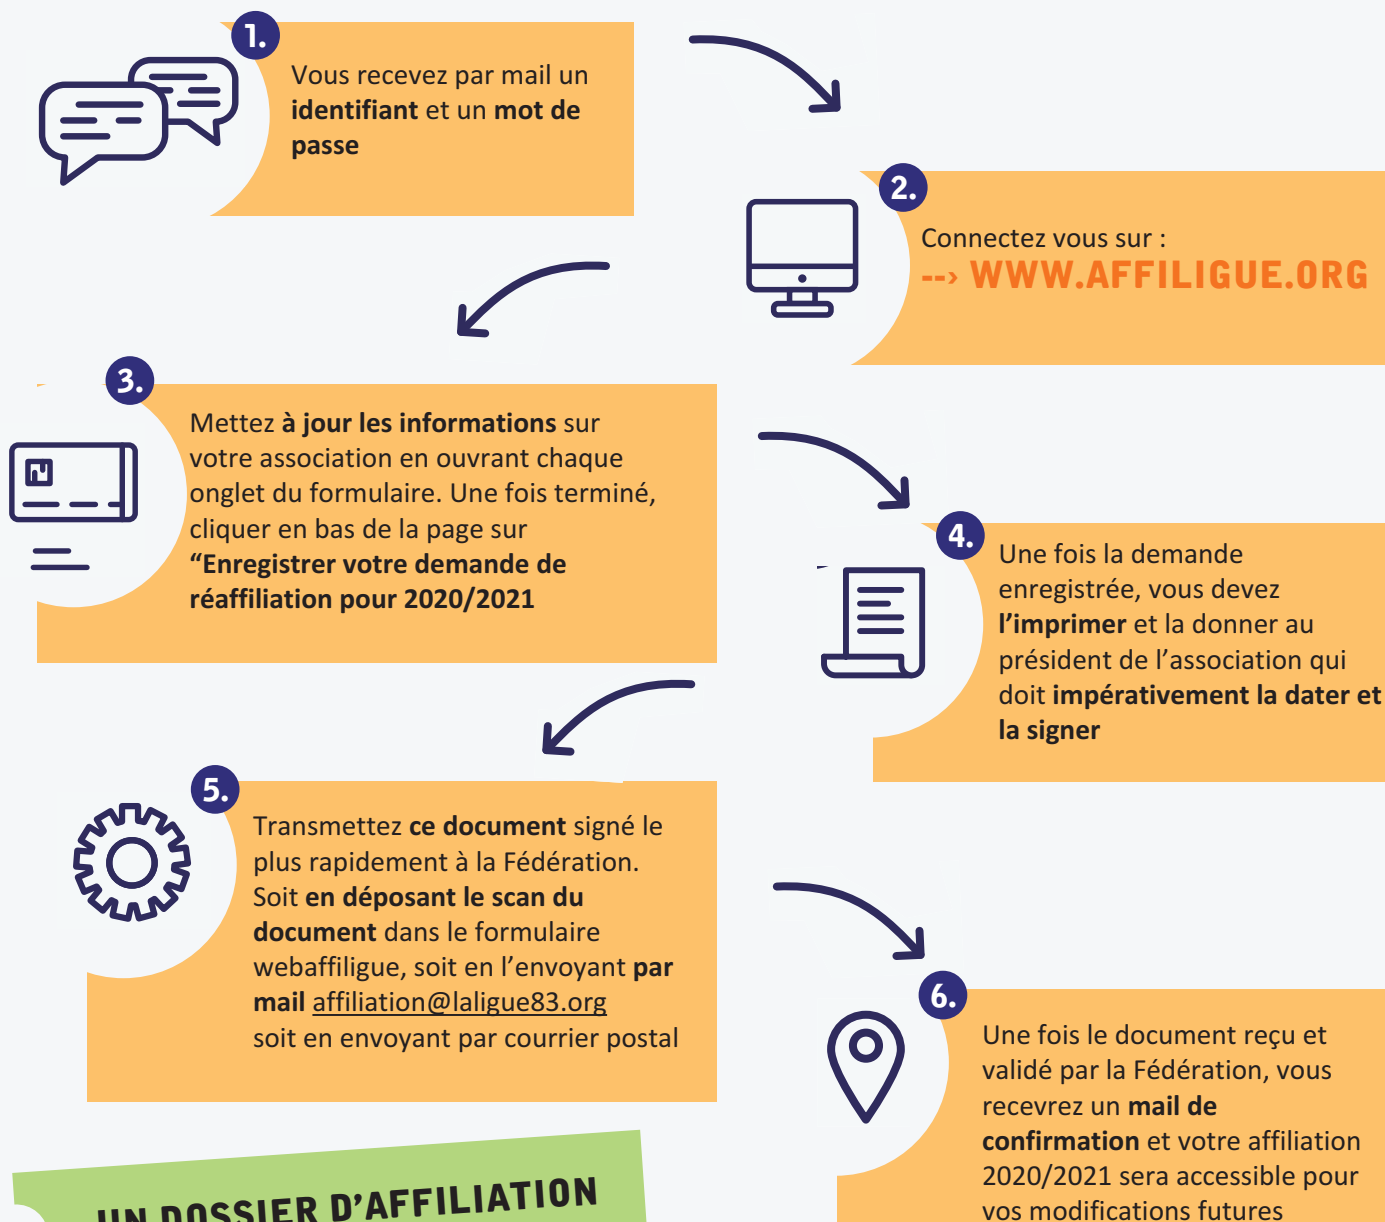 1.
Vous recevez par mail un
identifiant et un mot de
passe
2.
Connectez vous sur :
--› WWW.AFFILIGUE.ORG
3.
Mettez à jour les informations sur
votre association en ouvrant chaque
onglet du formulaire. Une fois terminé,
cliquer en bas de la page sur
“Enregistrer votre demande de
réaffiliation pour 2020/2021
4.
Une fois la demande
enregistrée, vous devez
l’imprimer et la donner au
président de l’association qui
doit impérativement la dater et
la signer
5.
Transmettez ce document signé le
plus rapidement à la Fédération.
Soit en déposant le scan du
document dans le formulaire
webaffiligue, soit en l’envoyant par
mail affiliation@laligue83.org
soit en envoyant par courrier postal
6.
Une fois le document reçu et
validé par la Fédération, vous
recevrez un mail de
confirmation et votre affiliation
2020/2021 sera accessible pour
vos modifications futures
UN DOSSIER D’AFFILIATION